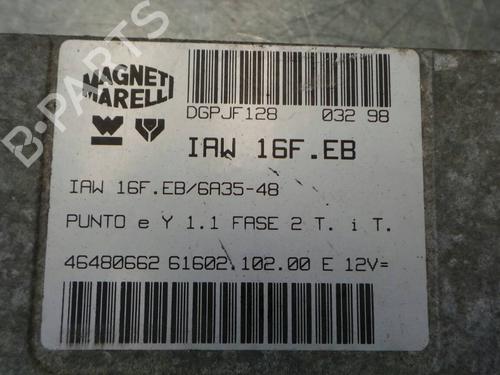 MAGNETI
MARELLI
DGPJF128 032 98
IAW 16F.EB
IAW 16F.EB/6A35-48
PUNTO e Y 1.1 FASE 2 T. i T.
46480662 61602.102.00 E 12V=
B-PARTS